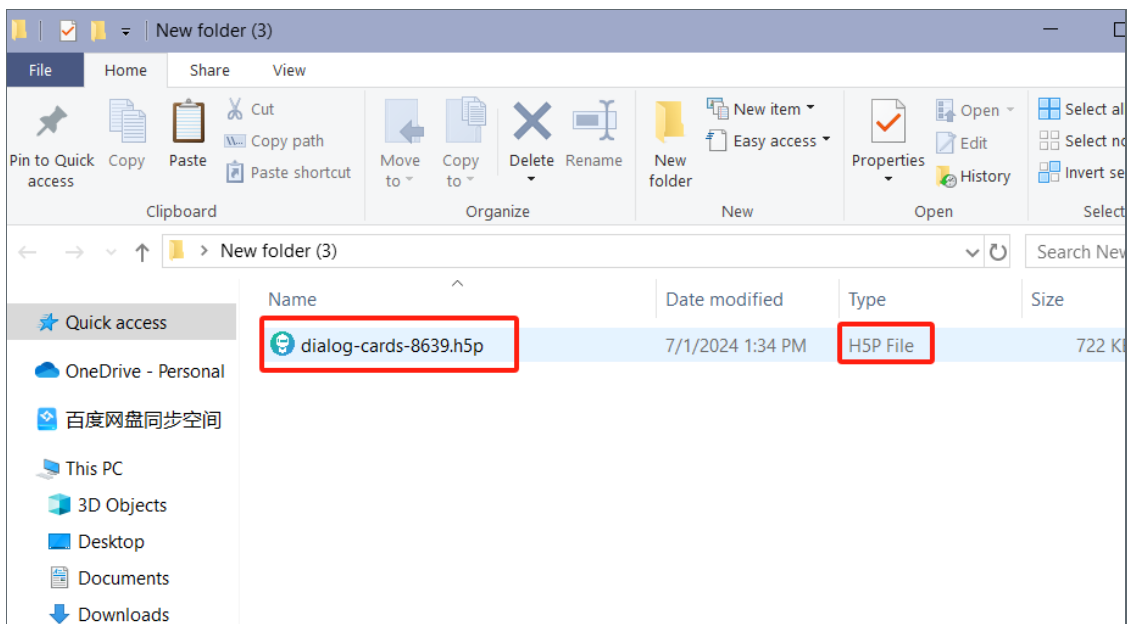 New folder (3)
File Home Share View
Pin to Quick access
Copy
Paste
Cut
Copy path
Paste shortcut
Clipboard
Move to
Copy to
Delete
Rename
Organize
New folder
New item
Easy access
New
Properties
Open
Edit
History
Open
Select al
Select no
Invert se
Select
New folder (3)
Search New
Name Date modified Type Size
dialog-cards-8639.h5p 7/1/2024 1:34 PM H5P File 722 K
Quick access
OneDrive - Personal
百度网盘同步空间
This PC
3D Objects
Desktop
Documents
Downloads